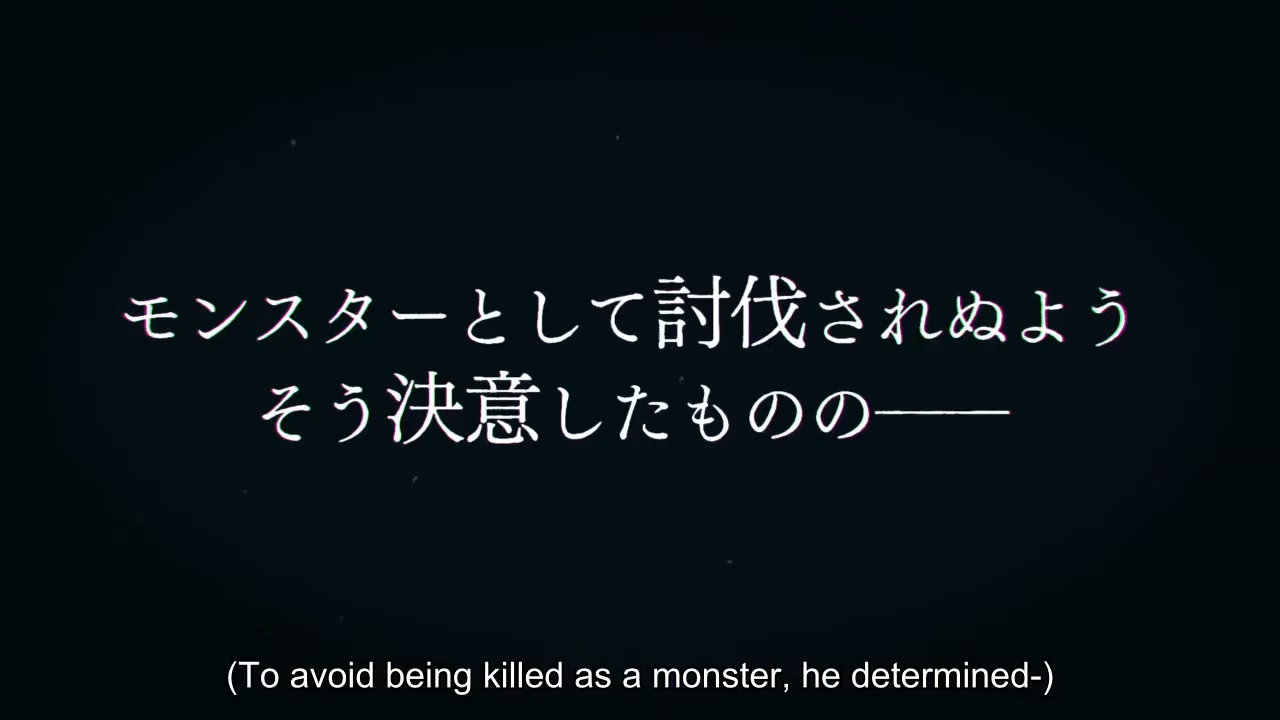 モンスターとして討伐されぬよう
そう決意したものの――
(To avoid being killed as a monster, he determined-)